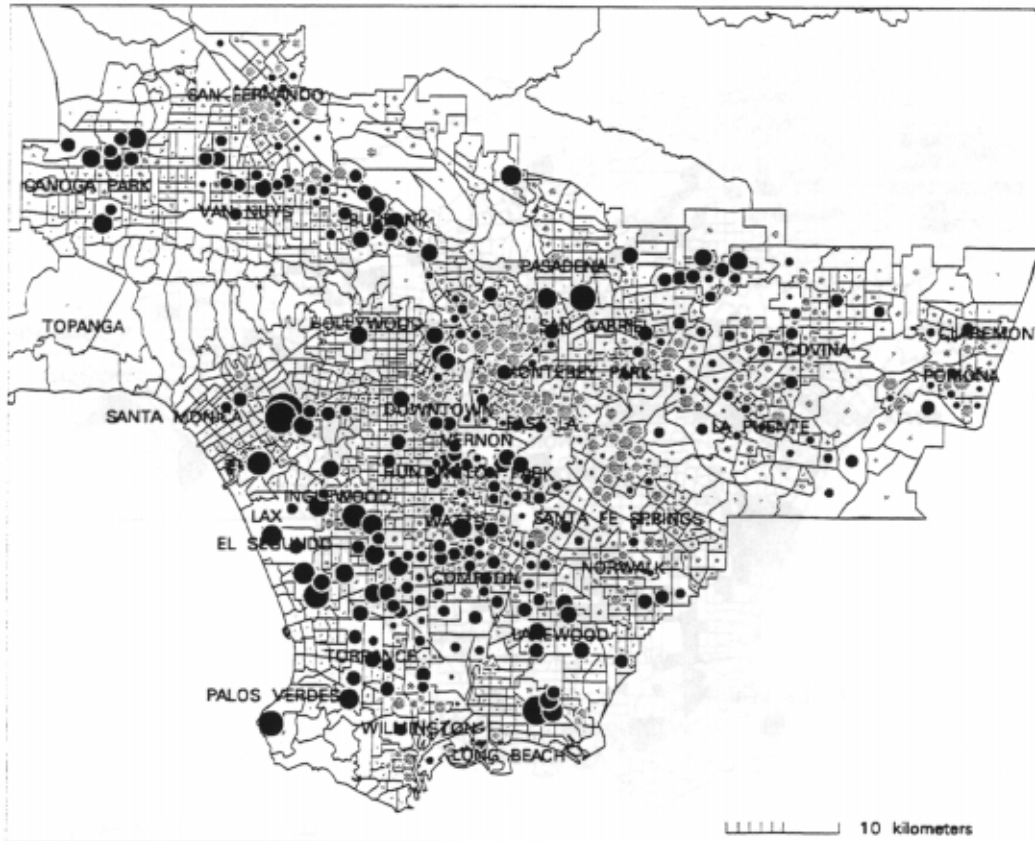 SAN FERNANDO
CANOGA PARK
VAN NUYS
BURBANK
PASADENA
TOPANGA
HOLLYWOOD
SAN GABRIEL
CLAREMON
COVINA
MONTEREY PARK
POMONA
SANTA MONICA
DOWNTOWN
EAST LA
LA PUENTE
VERNON
HUNTINGTON PARK
INGLEWOOD
LAX
WATTS
SANTA FE SPRINGS
EL SEGUNDO
NORWALK
COMPTON
LAKEWOOD
TORRANCE
PALOS VERDES
WILMINGTON
LONG BEACH
10 kilometers